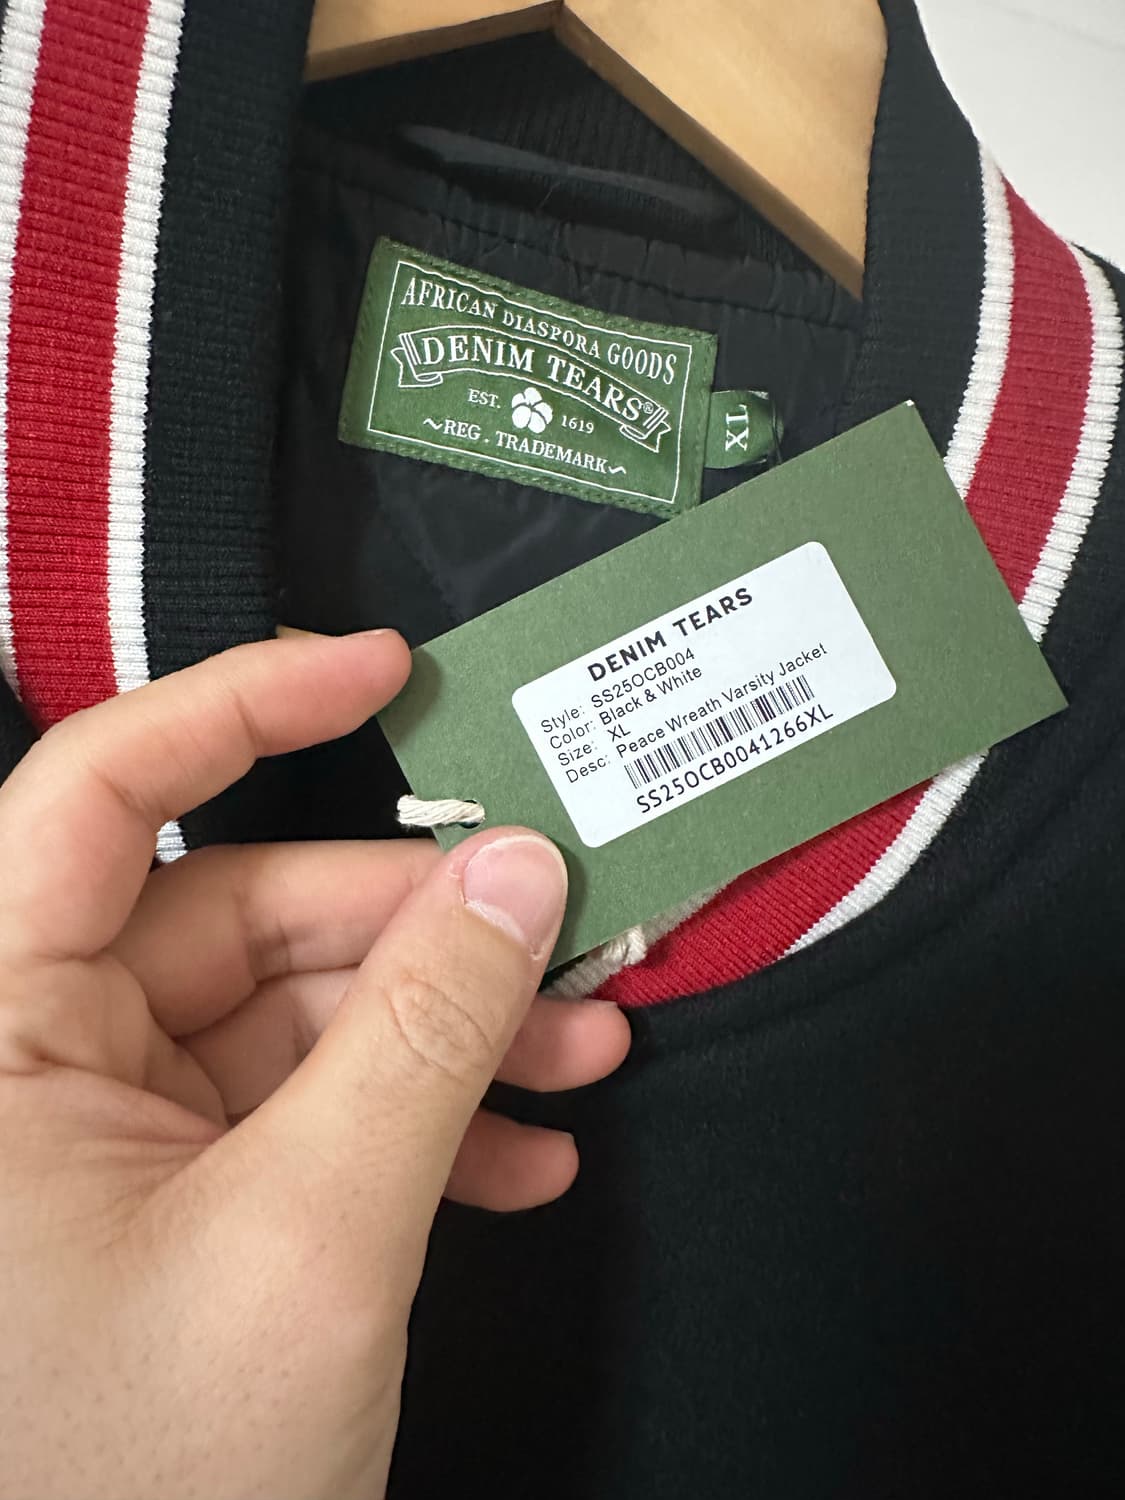 AFRICAN DIASPORA GOODS
DENIM TEARS®
EST. 1619
~REG. TRADEMARK~
XL
DENIM TEARS
Style: SS25OCB004
Color: Black & White
Size: XL
Desc: Peace Wreath Varsity Jacket
SS25OCB0041266XL